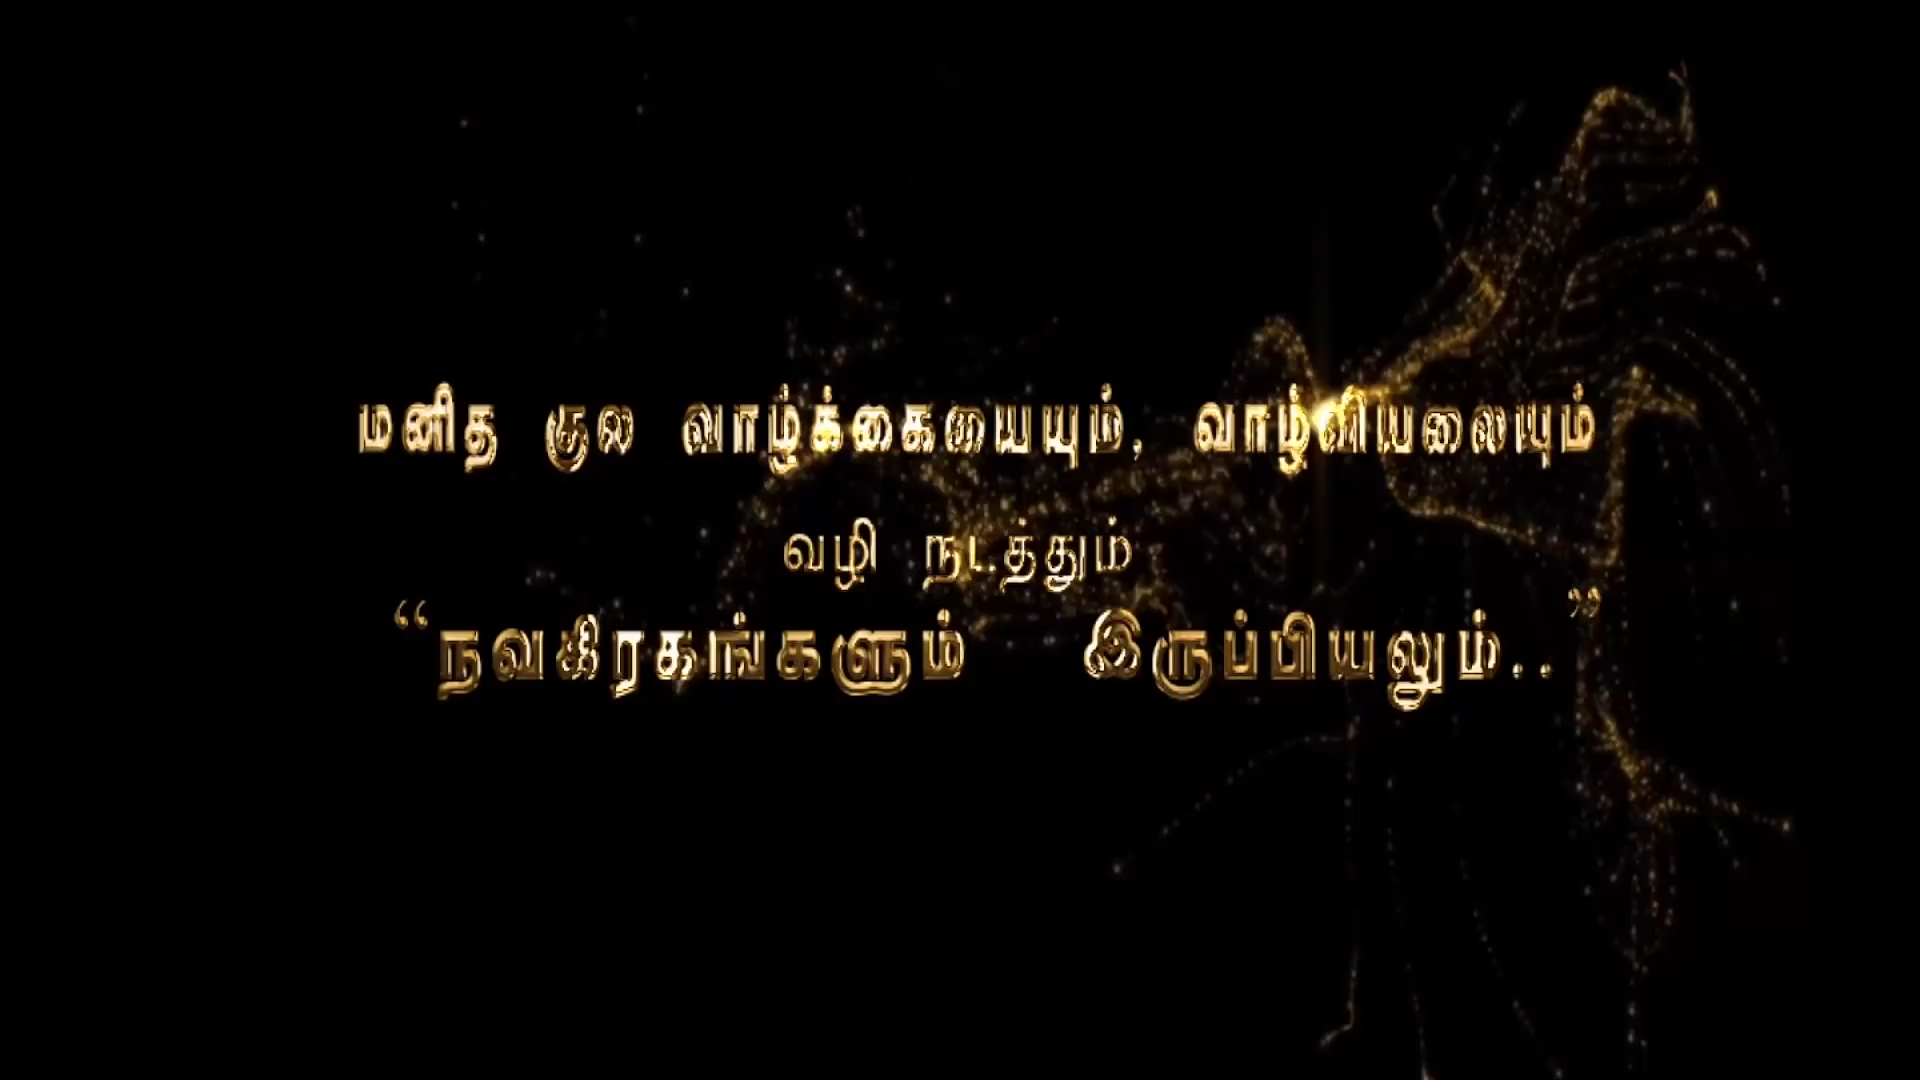 மனித குல வாழ்க்கையையும், வாழ்வியலையும்
வழி நடத்தும்
“நவகிரகங்களும் இருப்பியலும்..”